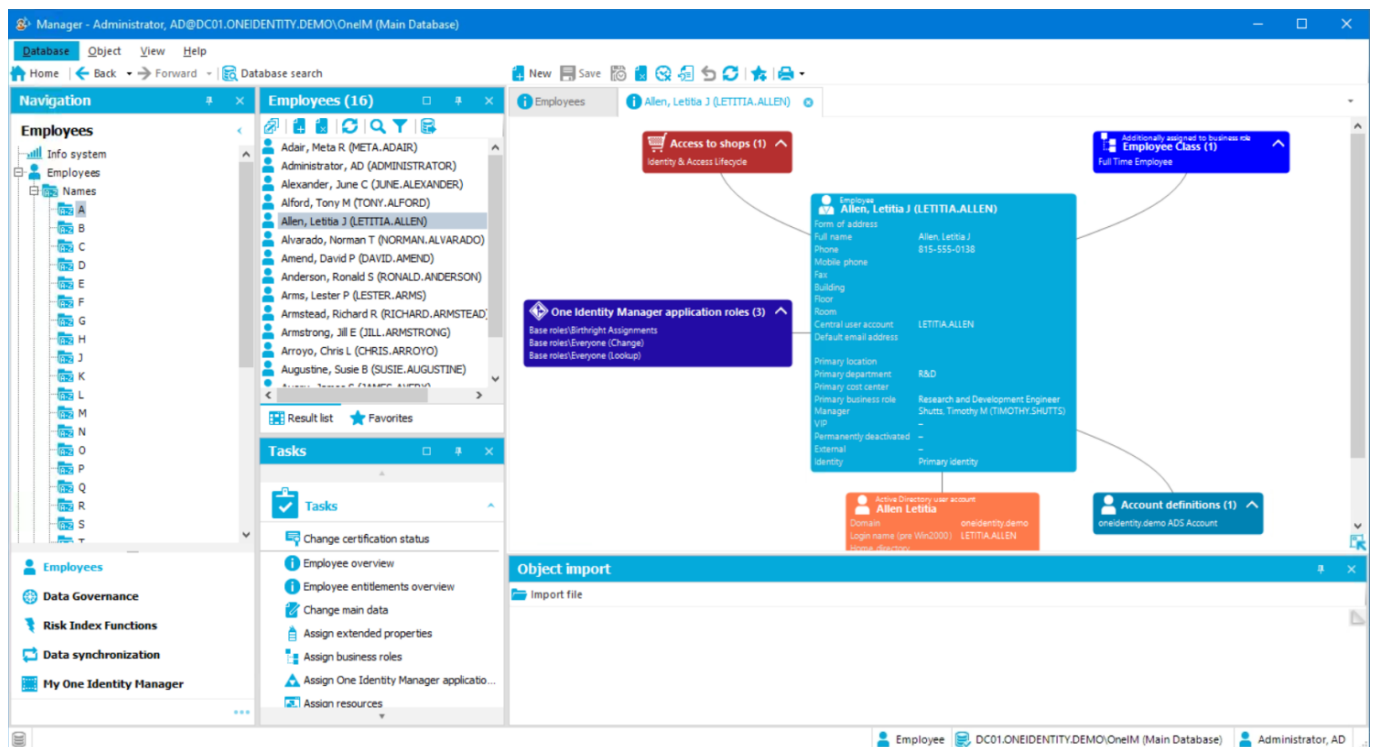 Manager - Administrator, AD@DC01.ONEIDENTITY.DEMO\OneIM (Main Database)
Database Object View Help
Home Back Forward Database search New Save
Navigation
Employees
Info system
Employees
Names
A
B
C
D
E
F
G
H
J
K
L
M
N
O
P
Q
R
S
T
Employees
Data Governance
Risk Index Functions
Data synchronization
My One Identity Manager
Employees (16)
Adair, Meta R (META.ADAIR)
Administrator, AD (ADMINISTRATOR)
Alexander, June C (JUNE.ALEXANDER)
Alford, Tony M (TONY.ALFORD)
Allen, Letitia J (LETITIA.ALLEN)
Alvarado, Norman T (NORMAN.ALVARADO)
Amend, David P (DAVID.AMEND)
Anderson, Ronald S (RONALD.ANDERSON)
Arms, Lester P (LESTER.ARMS)
Armstead, Richard R (RICHARD.ARMSTEAD)
Armstrong, Jill E (JILL.ARMSTRONG)
Arroyo, Chris L (CHRIS.ARROYO)
Augustine, Susie B (SUSIE.AUGUSTINE)
Result list Favorites
Tasks
Tasks
Change certification status
Employee overview
Employee entitlements overview
Change main data
Assign extended properties
Assign business roles
Assign One Identity Manager applicatio...
Assign resources
Employees Allen, Letitia J (LETITIA.ALLEN)
Access to shops (1)
Identity & Access Lifecycle
Additionally assigned to business role
Employee Class (1)
Full Time Employee
One Identity Manager application roles (3)
Base roles\Birthright Assignments
Base roles\Everyone (Change)
Base roles\Everyone (Lookup)
Employee
Allen, Letitia J (LETITIA.ALLEN)
Form of address
Full name Allen, Letitia J
Phone 815-555-0138
Mobile phone
Fax
Building
Floor
Room
Central user account LETITIA.ALLEN
Default email address
Primary location
Primary department R&D
Primary cost center
Primary business role Research and Development Engineer
Manager Shutts, Timothy M (TIMOTHY.SHUTTS)
VIP –
Permanently deactivated –
External –
Identity Primary identity
Active Directory user account
Allen Letitia
Domain oneidentity.demo
Login name (pre Win2000) LETITIA.ALLEN
Home directory
Account definitions (1)
oneidentity.demo ADS Account
Object import
Import file
Employee DC01.ONEIDENTITY.DEMO\OneIM (Main Database) Administrator, AD